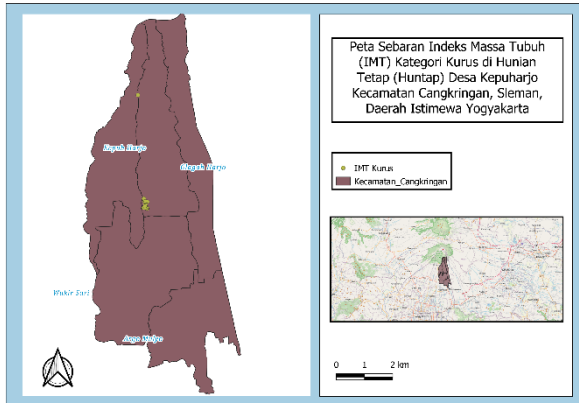 Kepuh Harjo
Glagah Harjo
Wukir Sari
Argo Mulyo
Peta Sebaran Indeks Massa Tubuh
(IMT) Kategori Kurus di Hunian
Tetap (Huntap) Desa Kepuharjo
Kecamatan Cangkringan, Sleman,
Daerah Istimewa Yogyakarta
IMT Kurus
Kecamatan_Cangkringan
0 1 2 km